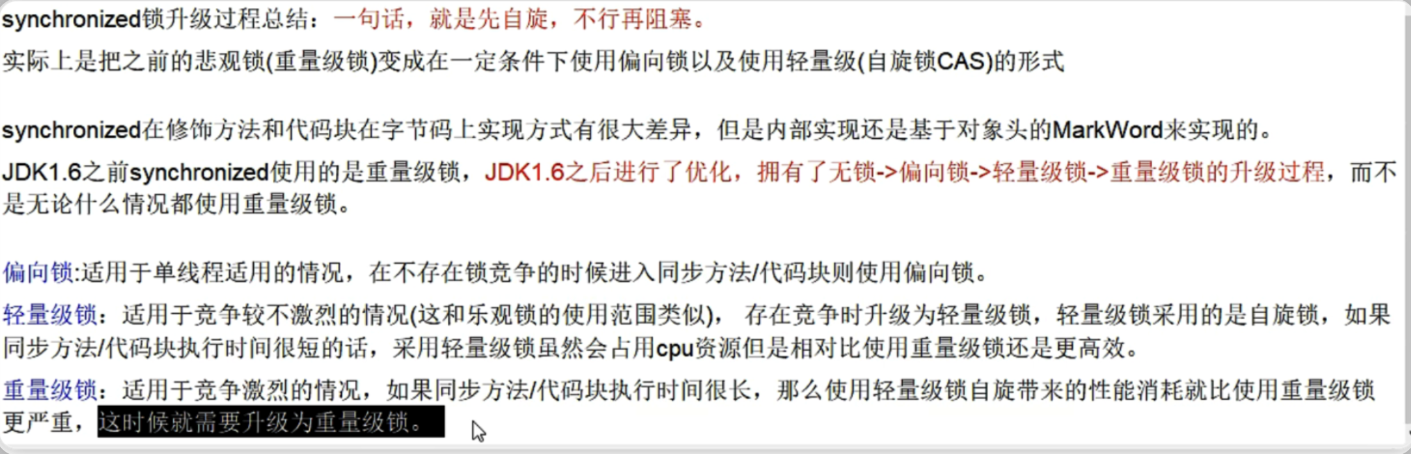 synchronized锁升级过程总结：一句话，就是先自旋，不行再阻塞。
实际上是把之前的悲观锁(重量级锁)变成在一定条件下使用偏向锁以及使用轻量级(自旋锁CAS)的形式
synchronized在修饰方法和代码块在字节码上实现方式有很大差异，但是内部实现还是基于对象头的MarkWord来实现的。
JDK1.6之前synchronized使用的是重量级锁，JDK1.6之后进行了优化，拥有了无锁->偏向锁->轻量级锁->重量级锁的升级过程，而不
是无论什么情况都使用重量级锁。
偏向锁:适用于单线程适用的情况，在不存在锁竞争的时候进入同步方法/代码块则使用偏向锁。
轻量级锁：适用于竞争较不激烈的情况(这和乐观锁的使用范围类似)， 存在竞争时升级为轻量级锁，轻量级锁采用的是自旋锁，如果
同步方法/代码块执行时间很短的话，采用轻量级锁虽然会占用cpu资源但是相对比使用重量级锁还是更高效。
重量级锁：适用于竞争激烈的情况，如果同步方法/代码块执行时间很长，那么使用轻量级锁自旋带来的性能消耗就比使用重量级锁
更严重，这时候就需要升级为重量级锁。